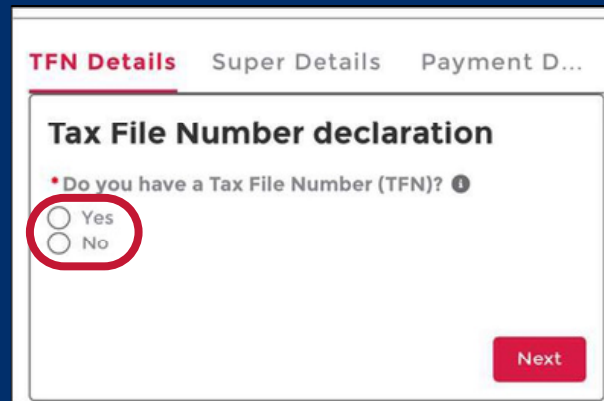 TFN Details Super Details Payment D...
Tax File Number declaration
*Do you have a Tax File Number (TFN)? i
Yes
No
Next